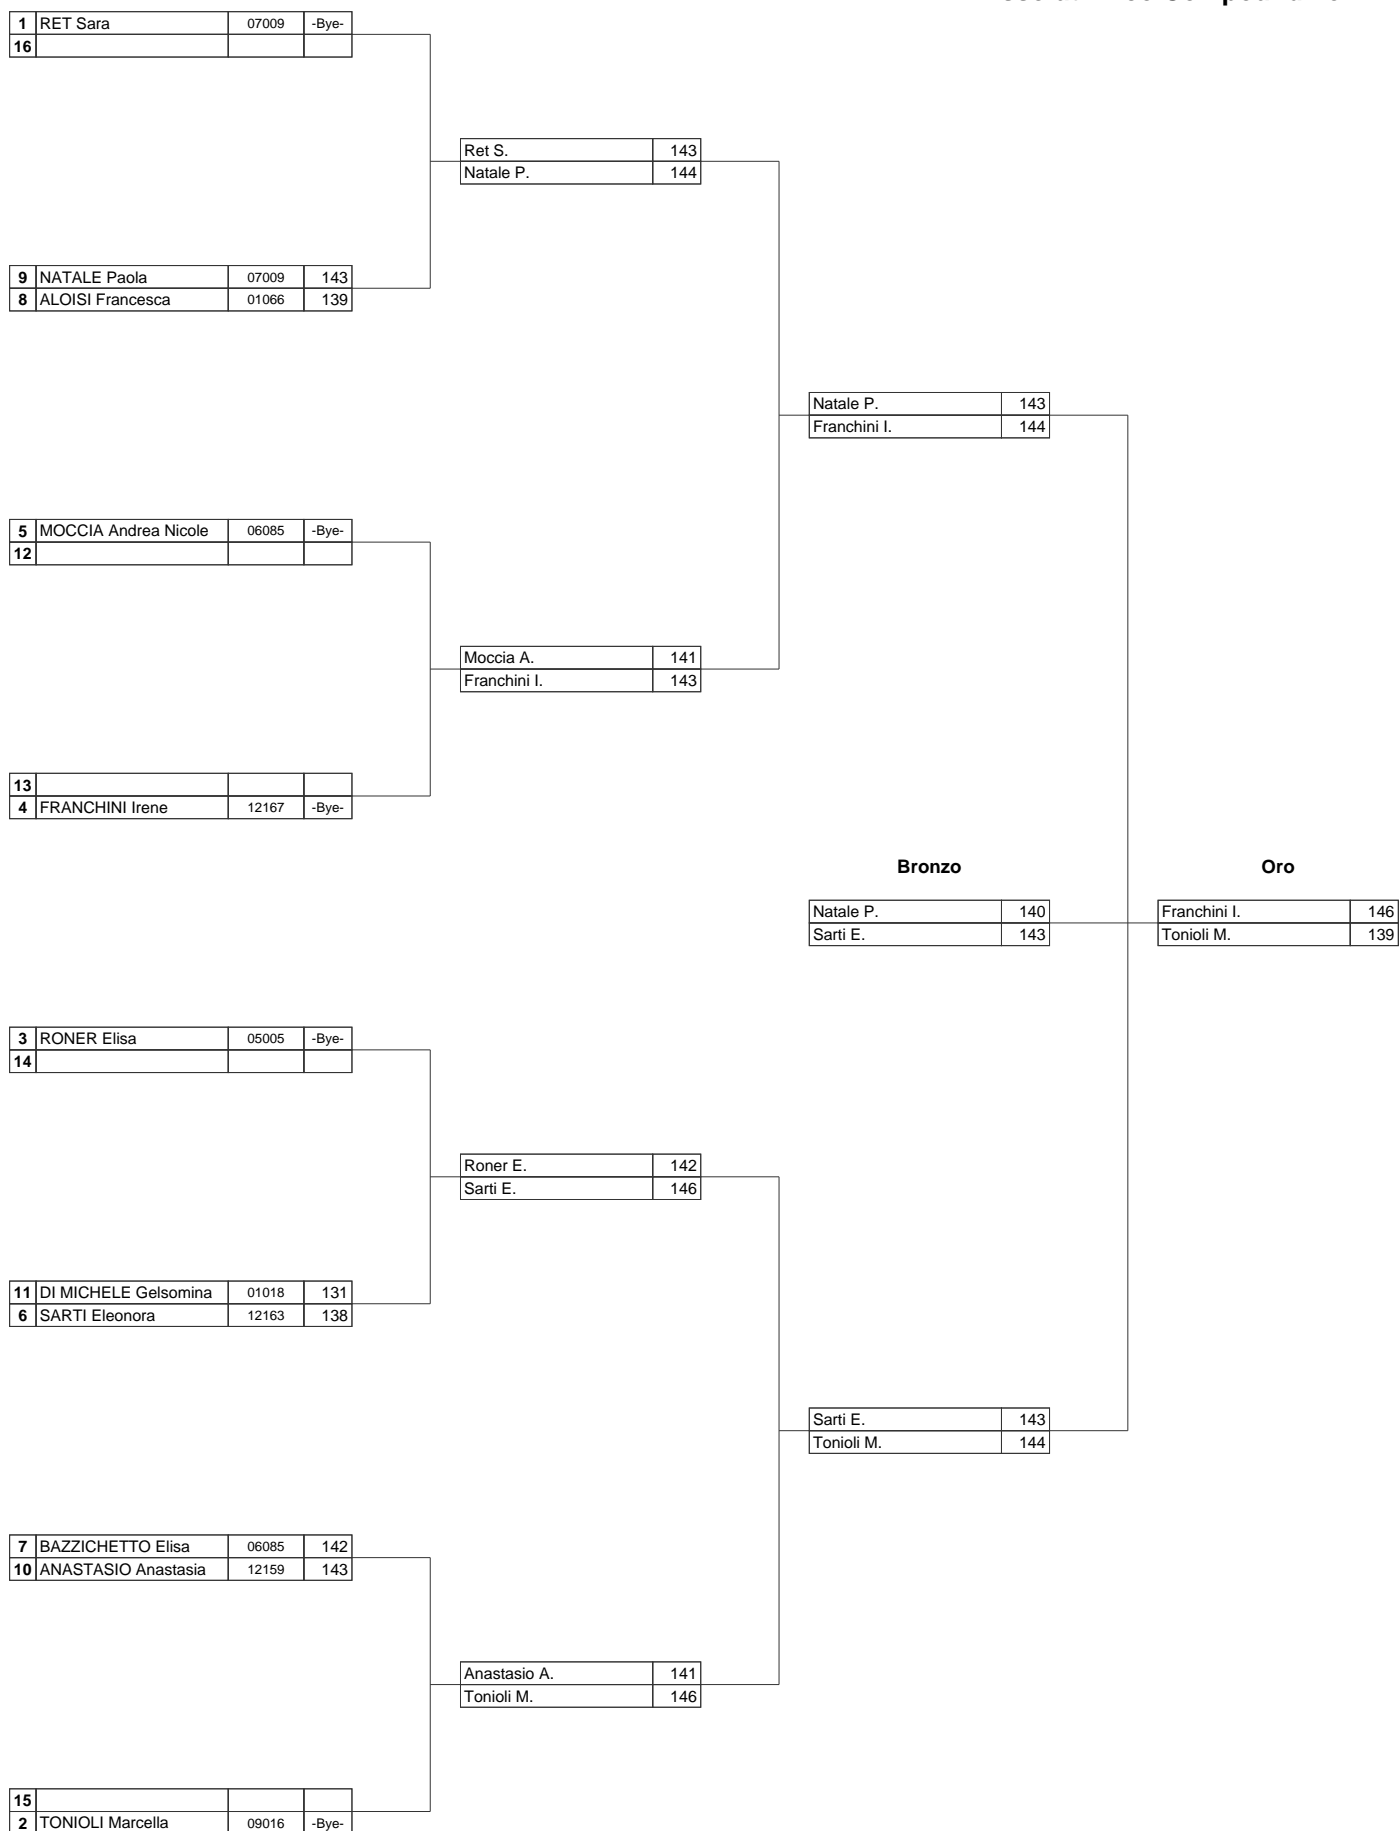 1 RET Sara 07009 -Bye-
16
Ret S. 143
Natale P. 144
9 NATALE Paola 07009 143
8 ALOISI Francesca 01066 139
Natale P. 143
Franchini I. 144
5 MOCCIA Andrea Nicole 06085 -Bye-
12
Moccia A. 141
Franchini I. 143
13
4 FRANCHINI Irene 12167 -Bye-
Bronzo Oro
Natale P. 140 Franchini I. 146
Sarti E. 143 Tonioli M. 139
3 RONER Elisa 05005 -Bye-
14
Roner E. 142
Sarti E. 146
11 DI MICHELE Gelsomina 01018 131
6 SARTI Eleonora 12163 138
Sarti E. 143
Tonioli M. 144
7 BAZZICHETTO Elisa 06085 142
10 ANASTASIO Anastasia 12159 143
Anastasio A. 141
Tonioli M. 146
15
2 TONIOLI Marcella 09016 -Bye-